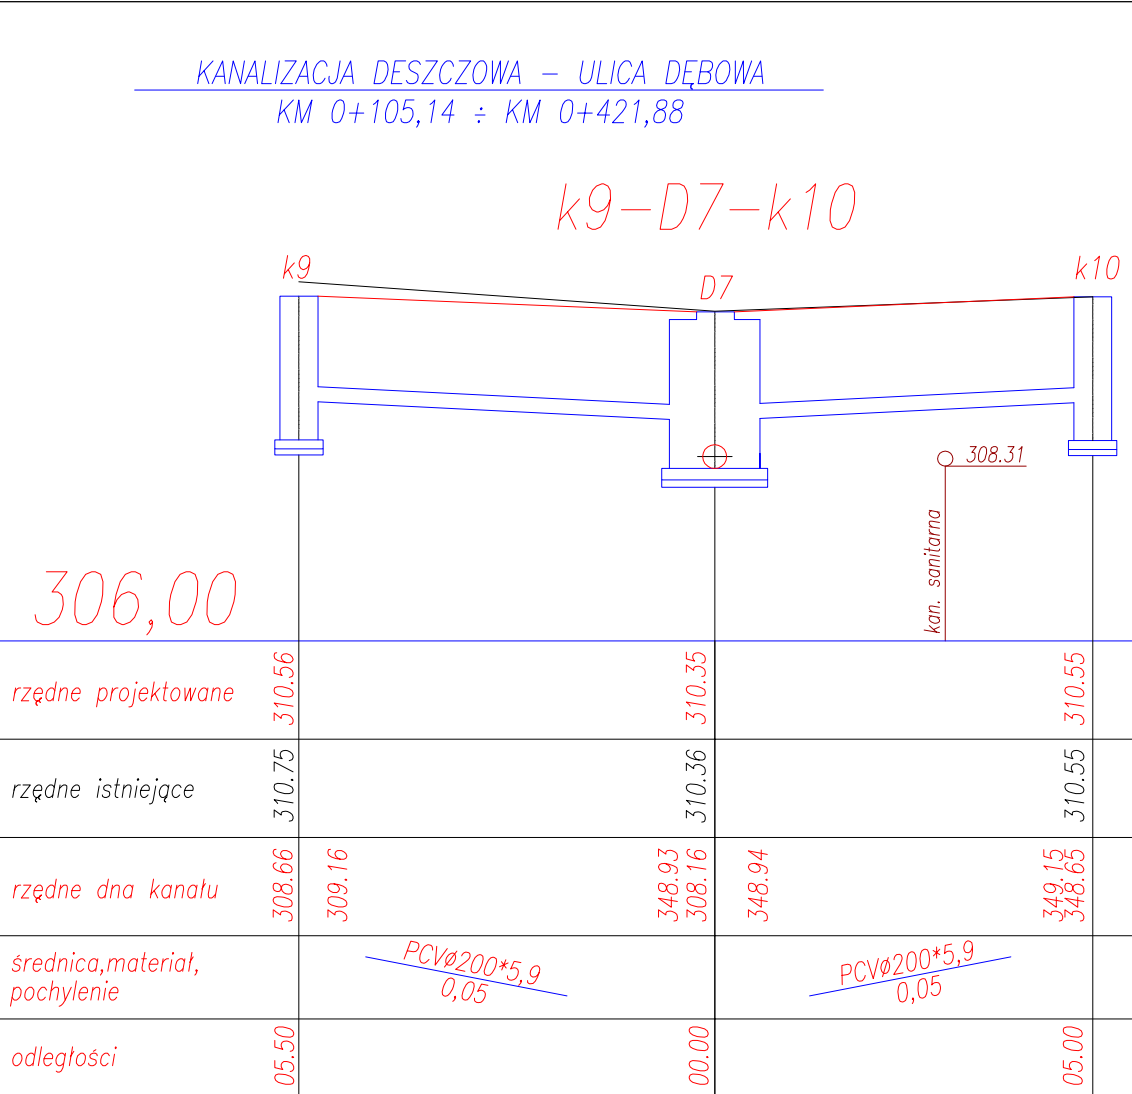 KANALIZACJA DESZCZOWA – ULICA DĘBOWA
KM 0+105,14 ÷ KM 0+421,88
k9–D7–k10
k9
D7
k10
308.31
kan. sanitarna
306,00
rzędne projektowane 310.56 310.35 310.55
rzędne istniejące 310.75 310.36 310.55
rzędne dna kanału 308.66 309.16 348.93 308.16 348.94 349.15 348.65
średnica,materiał,
pochylenie
PCVø200*5,9
0,05
PCVø200*5,9
0,05
odległości 05.50 00.00 05.00